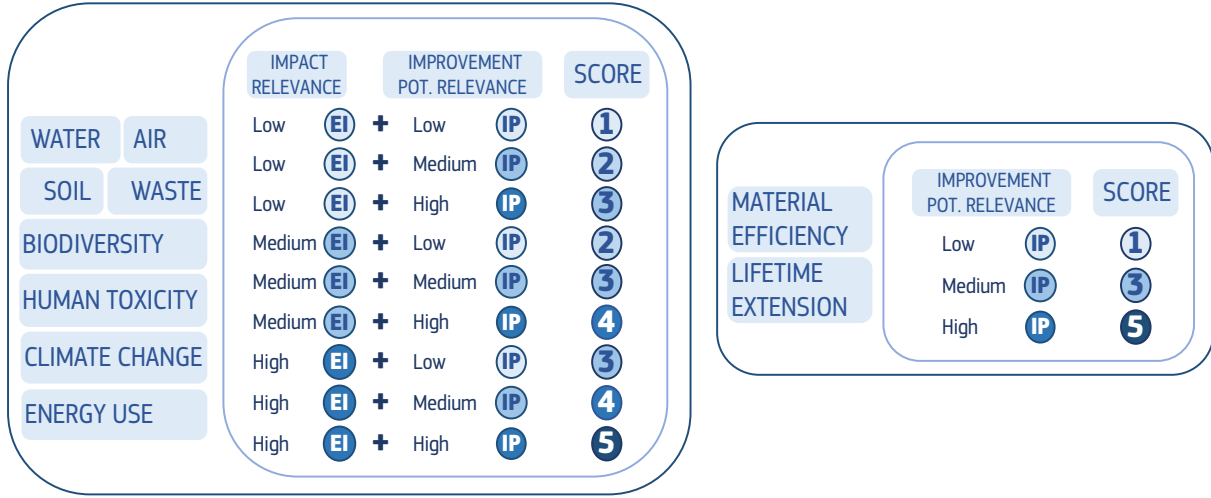 WATER AIR
SOIL WASTE
BIODIVERSITY
HUMAN TOXICITY
CLIMATE CHANGE
ENERGY USE
IMPACT
RELEVANCE
IMPROVEMENT
POT. RELEVANCE
SCORE
Low EI + Low IP 1
Low EI + Medium IP 2
Low EI + High IP 3
Medium EI + Low IP 2
Medium EI + Medium IP 3
Medium EI + High IP 4
High EI + Low IP 3
High EI + Medium IP 4
High EI + High IP 5
MATERIAL
EFFICIENCY
LIFETIME
EXTENSION
IMPROVEMENT
POT. RELEVANCE
SCORE
Low IP 1
Medium IP 3
High IP 5